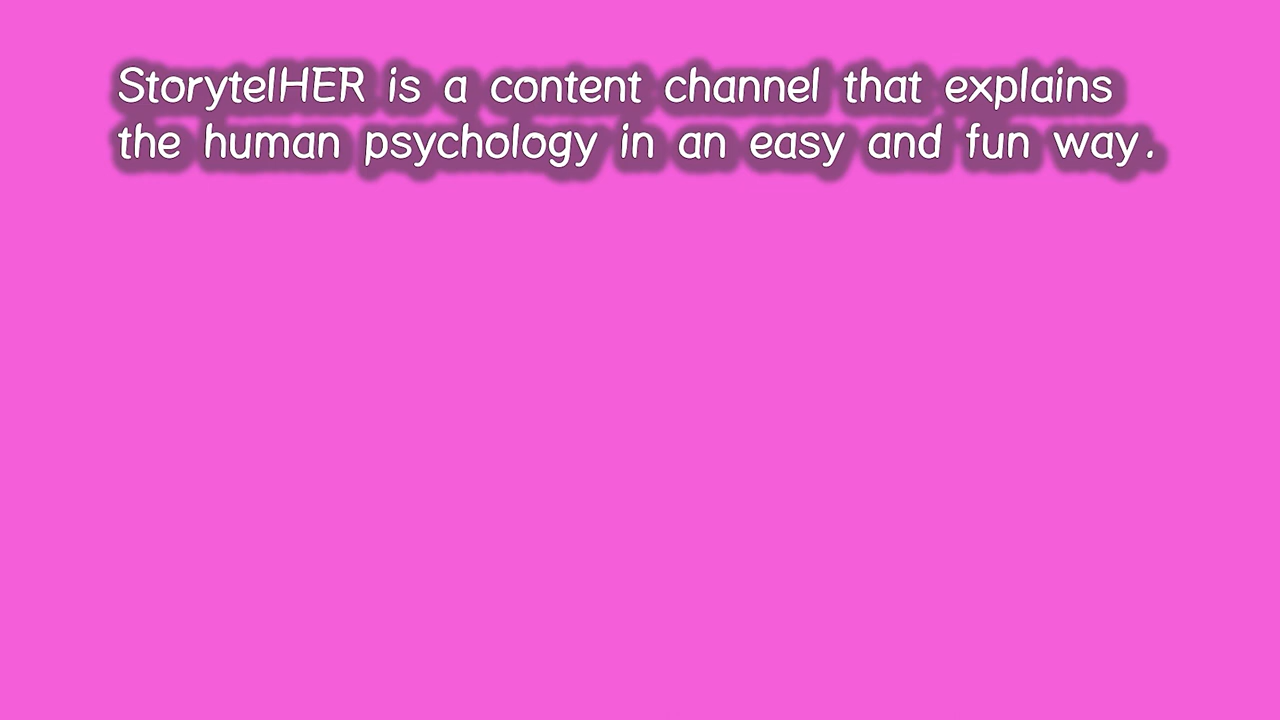 StorytelHER is a content channel that explains
the human psychology in an easy and fun way.